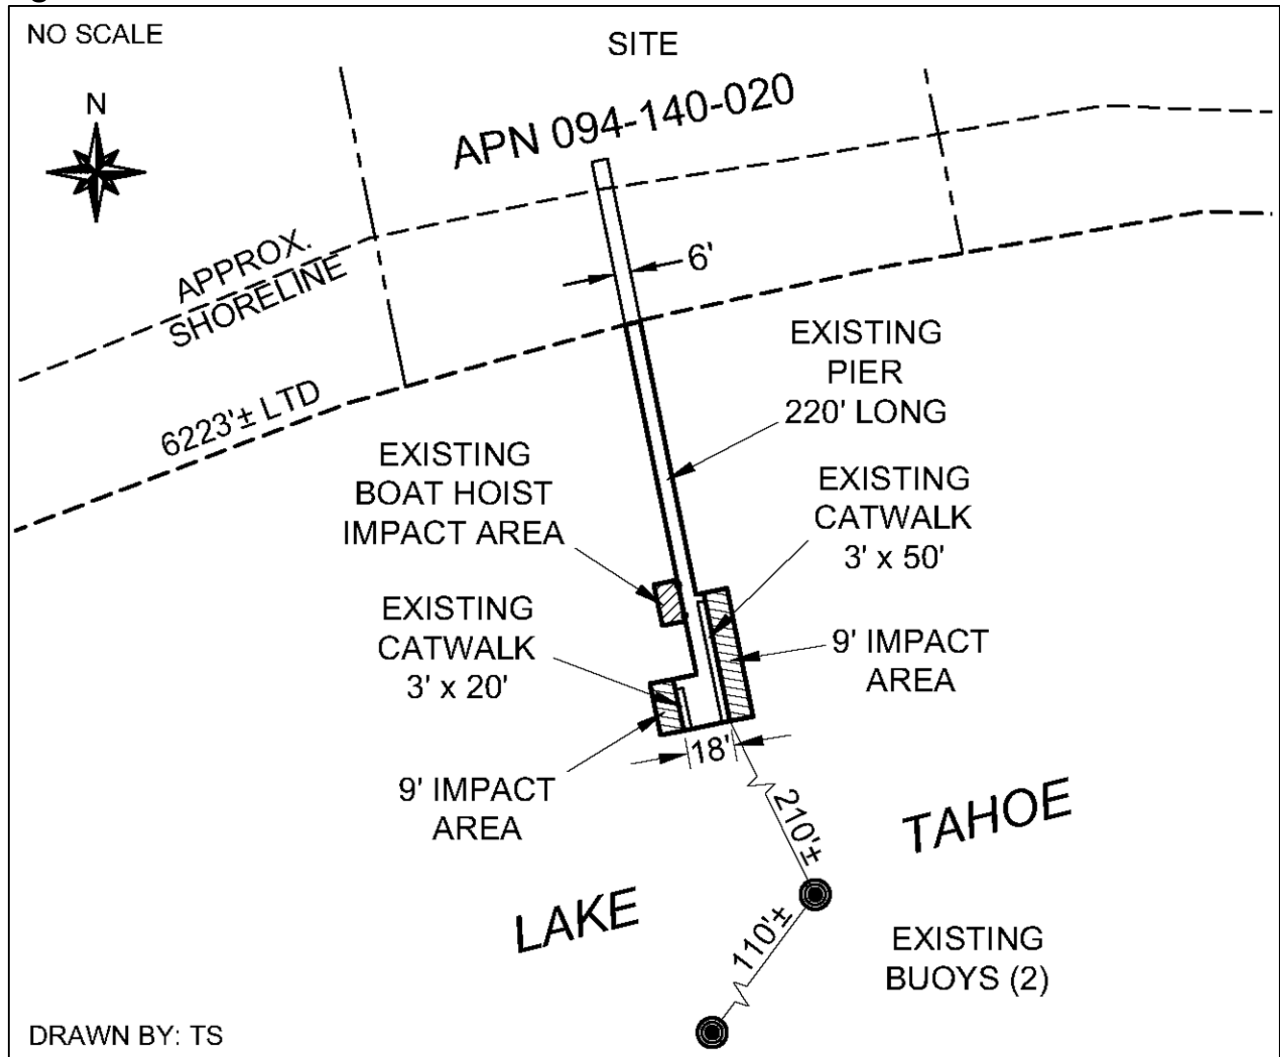 NO SCALE
SITE
N
APN 094-140-020
APPROX.
SHORELINE
6'
6223'± LTD
EXISTING
PIER
220' LONG
EXISTING
BOAT HOIST
IMPACT AREA
EXISTING
CATWALK
3' x 50'
EXISTING
CATWALK
3' x 20'
9' IMPACT
AREA
18'
9' IMPACT
AREA
210'±
LAKE
TAHOE
110'±
EXISTING
BUOYS (2)
DRAWN BY: TS